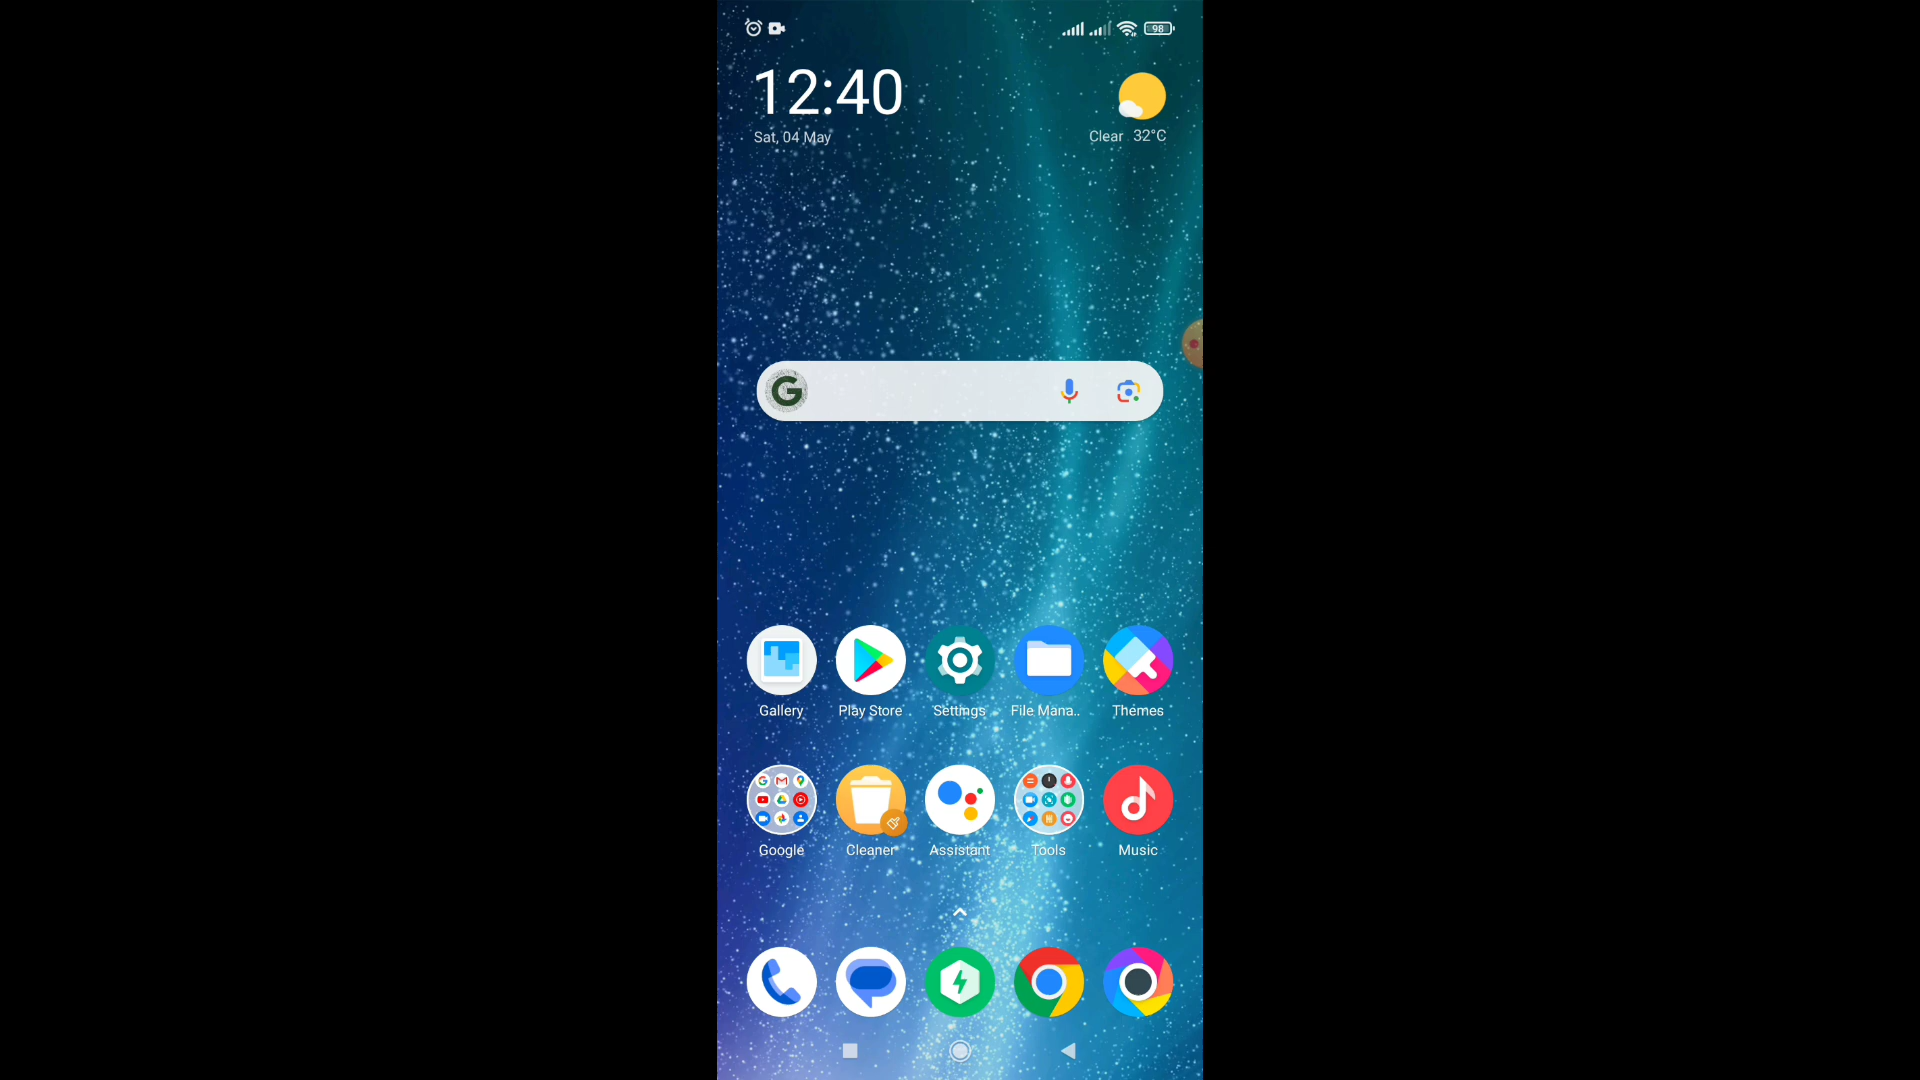 98
12:40
Sat, 04 May
Clear 32°C
G
Gallery
Play Store
Settings
File Mana..
Themes
Google
Cleaner
Assistant
Tools
Music